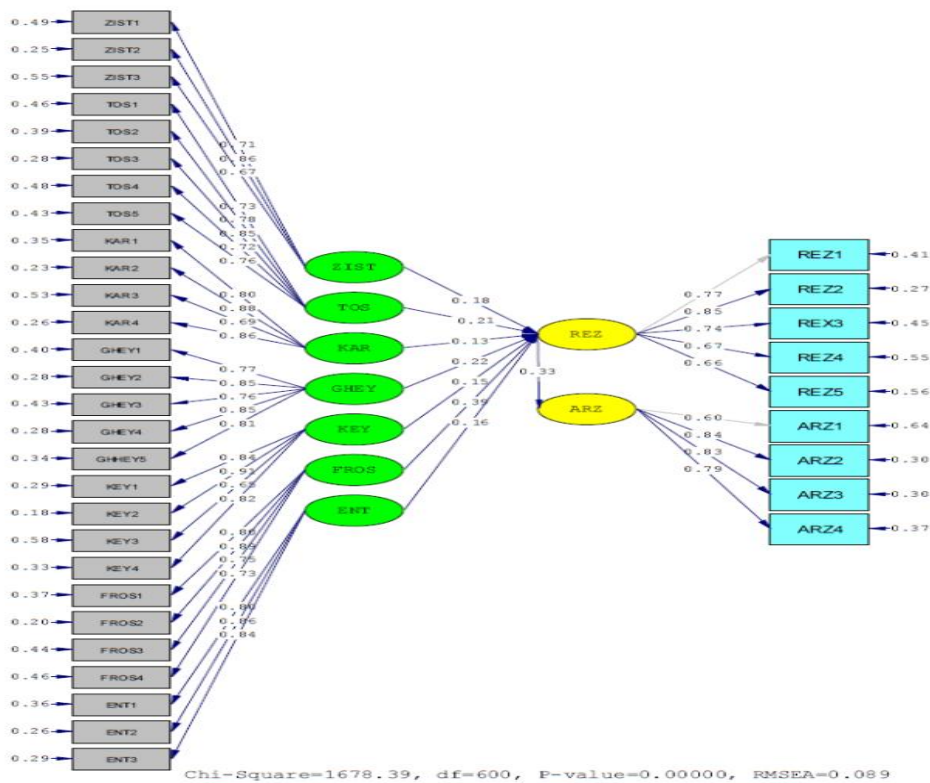 0.49 ZIST1
0.25 ZIST2
0.55 ZIST3
0.46 TOS1
0.39 TOS2
0.28 TOS3
0.48 TOS4
0.43 TOS5
0.35 KAR1
0.23 KAR2
0.53 KAR3
0.26 KAR4
0.40 GHEY1
0.28 GHEY2
0.43 GHEY3
0.28 GHEY4
0.34 GHHEY5
0.29 KEY1
0.18 KEY2
0.58 KEY3
0.33 KEY4
0.37 FROS1
0.20 FROS2
0.44 FROS3
0.46 FROS4
0.36 ENT1
0.26 ENT2
0.29 ENT3
0.71
0.86
0.67
0.73
0.78
0.85
0.72
0.76
0.80
0.88
0.69
0.86
0.77
0.85
0.76
0.85
0.81
0.84
0.91
0.82
0.89
0.75
0.73
0.80
0.86
0.84
ZIST
TOS
KAR
GHEY
KEY
FROS
ENT
0.18
0.21
0.13
0.22
0.15
0.39
0.16
REZ
0.33
ARZ
0.77
0.85
0.74
0.67
0.66
0.60
0.84
0.83
0.79
REZ1 0.41
REZ2 0.27
REX3 0.45
REZ4 0.55
REZ5 0.56
ARZ1 0.64
ARZ2 0.30
ARZ3 0.30
ARZ4 0.37
Chi-Square=1678.39, df=600, P-value=0.00000, RMSEA=0.089